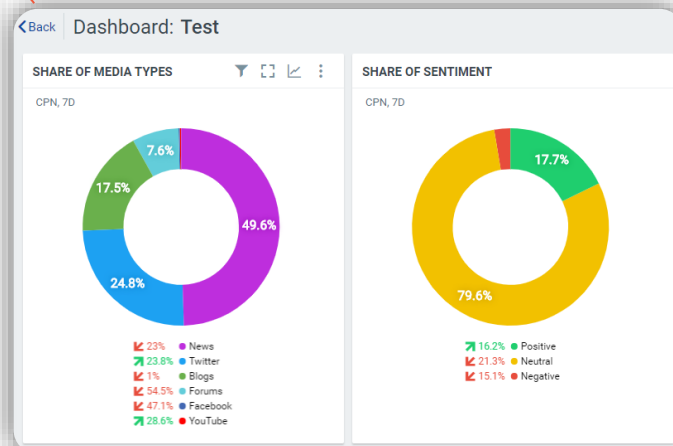 Back Dashboard: Test
SHARE OF MEDIA TYPES
CPN, 7D
7.6%
17.5%
49.6%
24.8%
23% News
23.8% Twitter
1% Blogs
54.5% Forums
47.1% Facebook
28.6% YouTube
SHARE OF SENTIMENT
CPN, 7D
17.7%
79.6%
16.2% Positive
21.3% Neutral
15.1% Negative